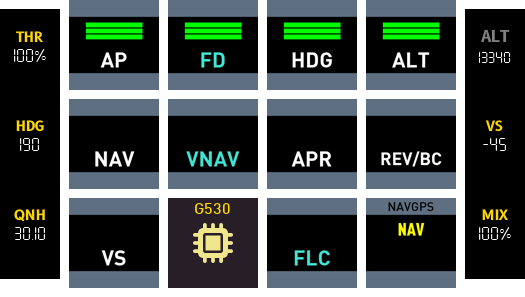 THR
100%
AP
FD
HDG
ALT
ALT
13340
HDG
190
NAV
VNAV
APR
REV/BC
VS
-45
QNH
30.10
VS
G530
FLC
NAVGPS
NAV
MIX
100%